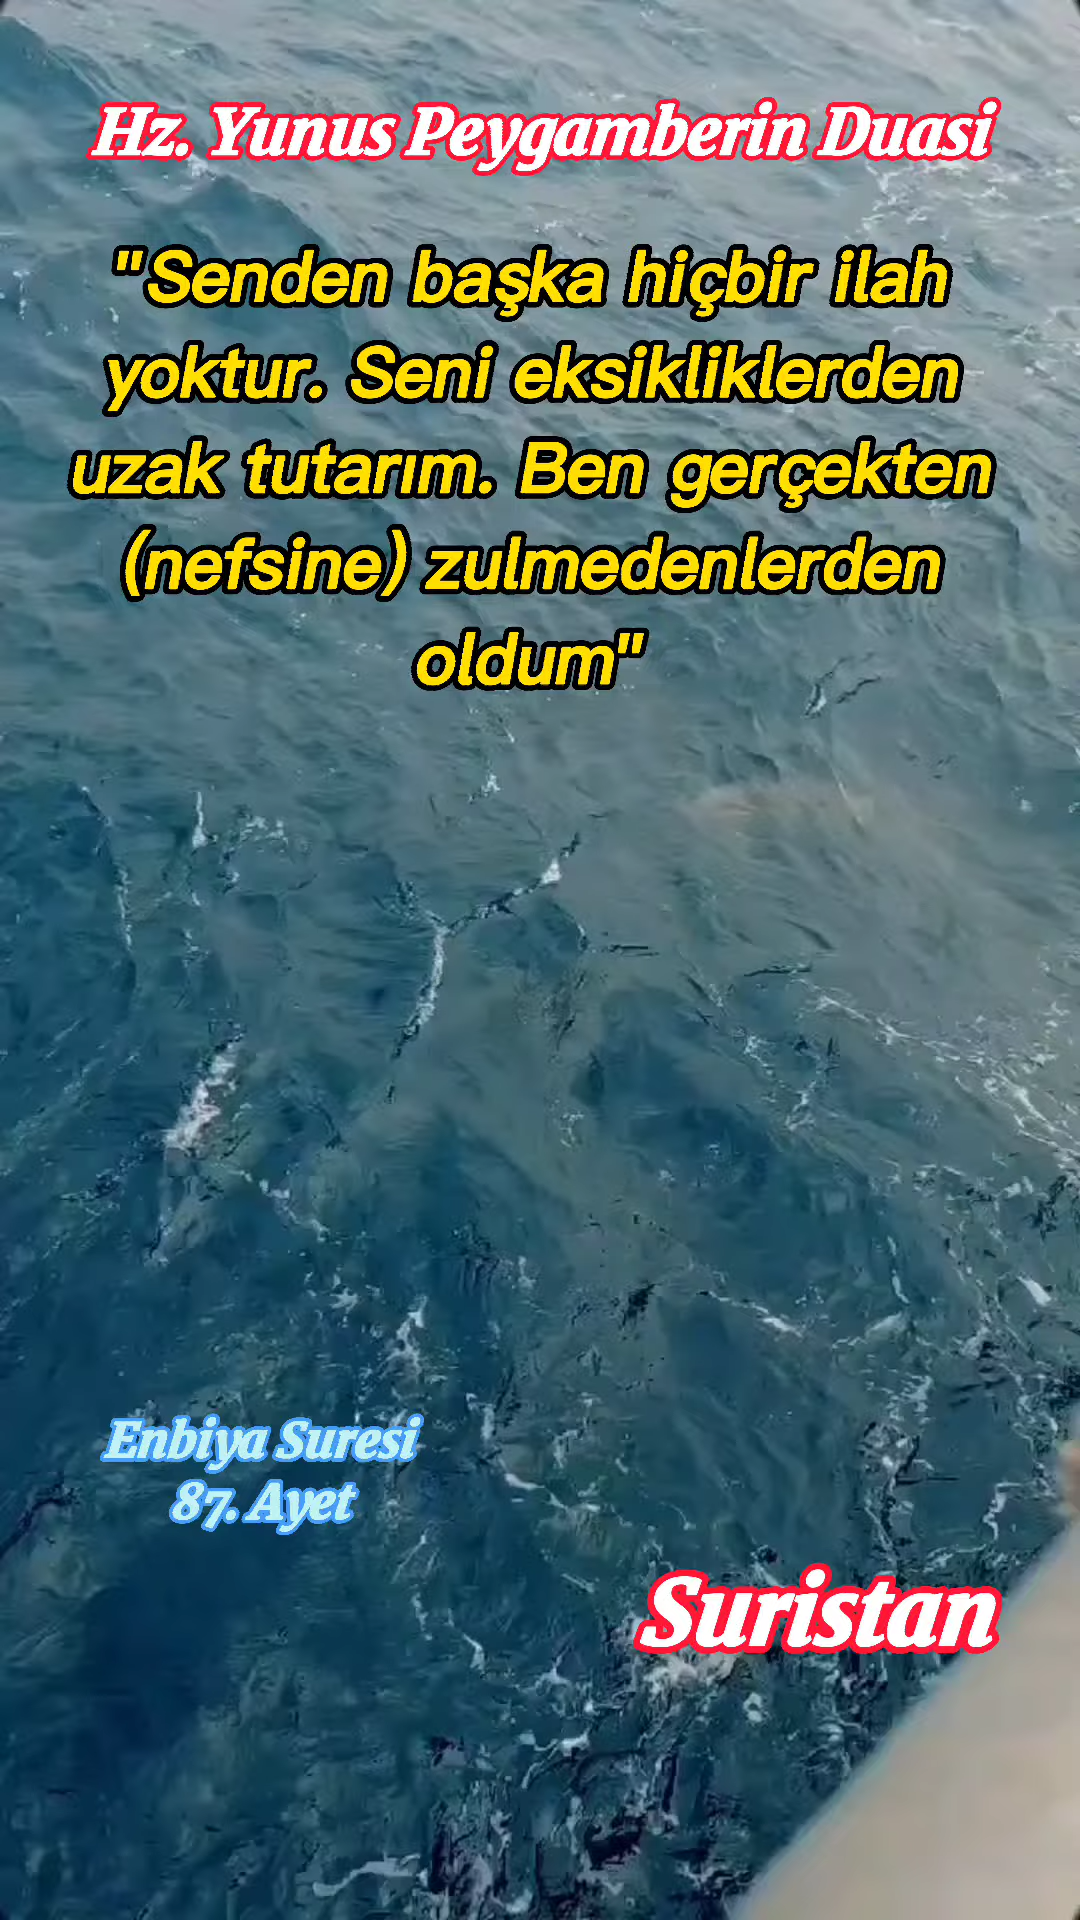 Hz. Yunus Peygamberin Duasi
"Senden başka hiçbir ilah
yoktur. Seni eksikliklerden
uzak tutarım. Ben gerçekten
(nefsine) zulmedenlerden
oldum"
Enbiya Suresi
87. Ayet
Suristan